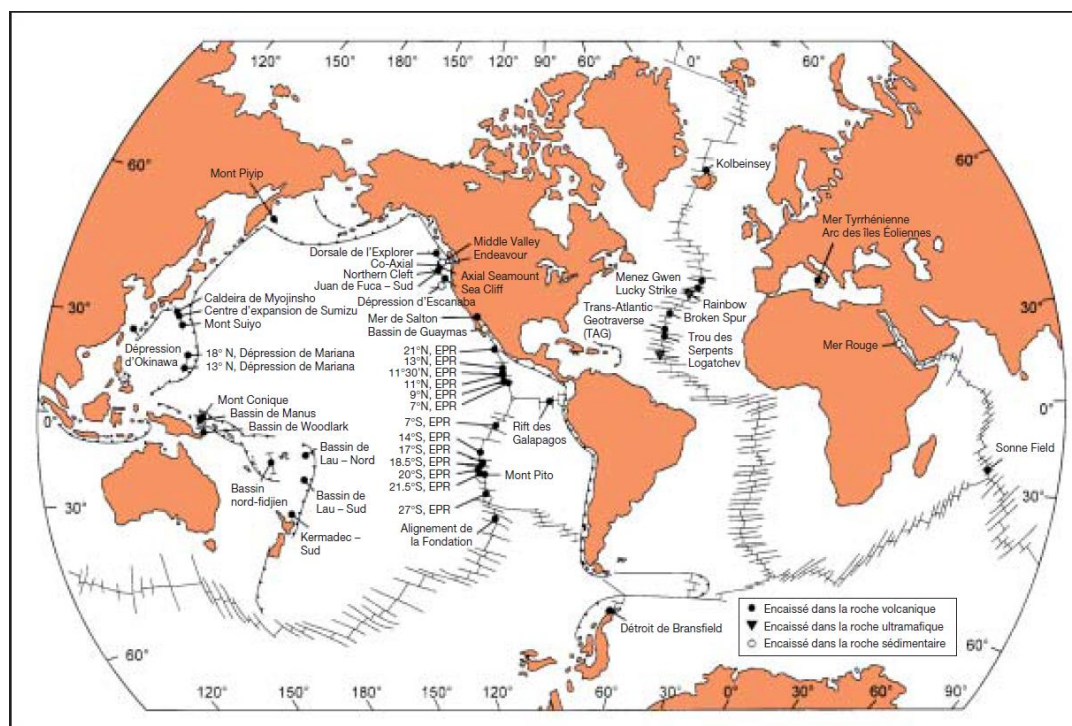 120°
150°
180°
150°
120°
90°
60°
30°
0°
60°
60°
60°
Kolbeinsey
Mont Piyip
Mer Tyrrhénienne
Arc des îles Éoliennes
Dorsale de l'Explorer
Co-Axial
Northern Cleft
Juan de Fuca – Sud
Middle Valley
Endeavour
Axial Seamount
Sea Cliff
Dépression d'Escanaba
Menez Gwen
Lucky Strike
Rainbow
Broken Spur
30°
30°
Caldeira de Myojinsho
Centre d'expansion de Sumizu
Mont Suiyo
Mer de Salton
Bassin de Guaymas
Trans-Atlantic
Geotraverse
(TAG)
Trou des
Serpents
Logatchev
Mer Rouge
Dépression
d'Okinawa
18° N, Dépression de Mariana
13° N, Dépression de Mariana
21°N, EPR
13°N, EPR
11°30'N, EPR
11°N, EPR
9°N, EPR
7°N, EPR
0°
0°
Mont Conique
Bassin de Manus
Bassin de Woodlark
7°S, EPR
14°S, EPR
17°S, EPR
18.5°S, EPR
20°S, EPR
21.5°S, EPR
27°S, EPR
Rift des
Galapagos
Mont Pito
Sonne Field
Bassin de
Lau – Nord
Bassin
nord-fidjien
Bassin de
Lau – Sud
30°
30°
Kermadec –
Sud
Alignement de
la Fondation
Détroit de Bransfield
Encaissé dans la roche volcanique
Encaissé dans la roche ultramafique
Encaissé dans la roche sédimentaire
60°
60°
120°
150°
180°
150°
120°
90°
60°
30°
0°
30°
60°
90°